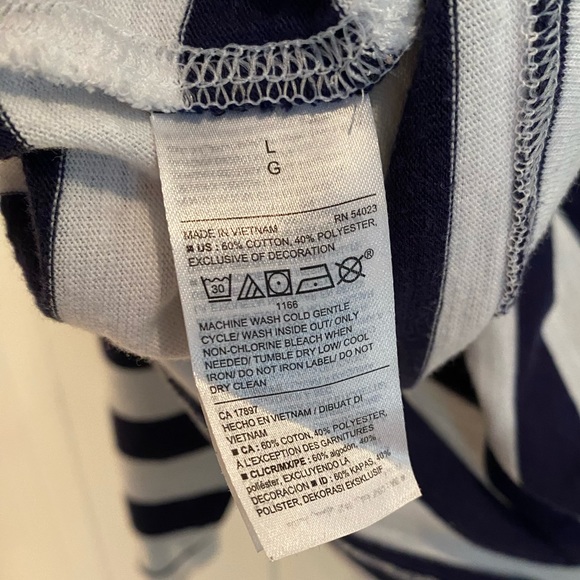 L
G
MADE IN VIETNAM RN 54023
■ US : 60% COTTON, 40% POLYESTER,
EXCLUSIVE OF DECORATION
30 ®
1166
MACHINE WASH COLD GENTLE
CYCLE/ WASH INSIDE OUT/ ONLY
NON-CHLORINE BLEACH WHEN
NEEDED/ TUMBLE DRY LOW/ COOL
IRON/ DO NOT IRON LABEL/ DO NOT
DRY CLEAN
CA 17897
HECHO EN VIETNAM / DIBUAT DI
VIETNAM
■ CA : 60% COTON, 40% POLYESTER,
À L'EXCEPTION DES GARNITURES
■ CL/CR/MX/PE : 60% algodón, 40%
poliéster, EXCLUYENDO LA
DECORACIÓN ■ ID : 60% KAPAS, 40%
POLISTER, DEKORASI EKSKLUSIF